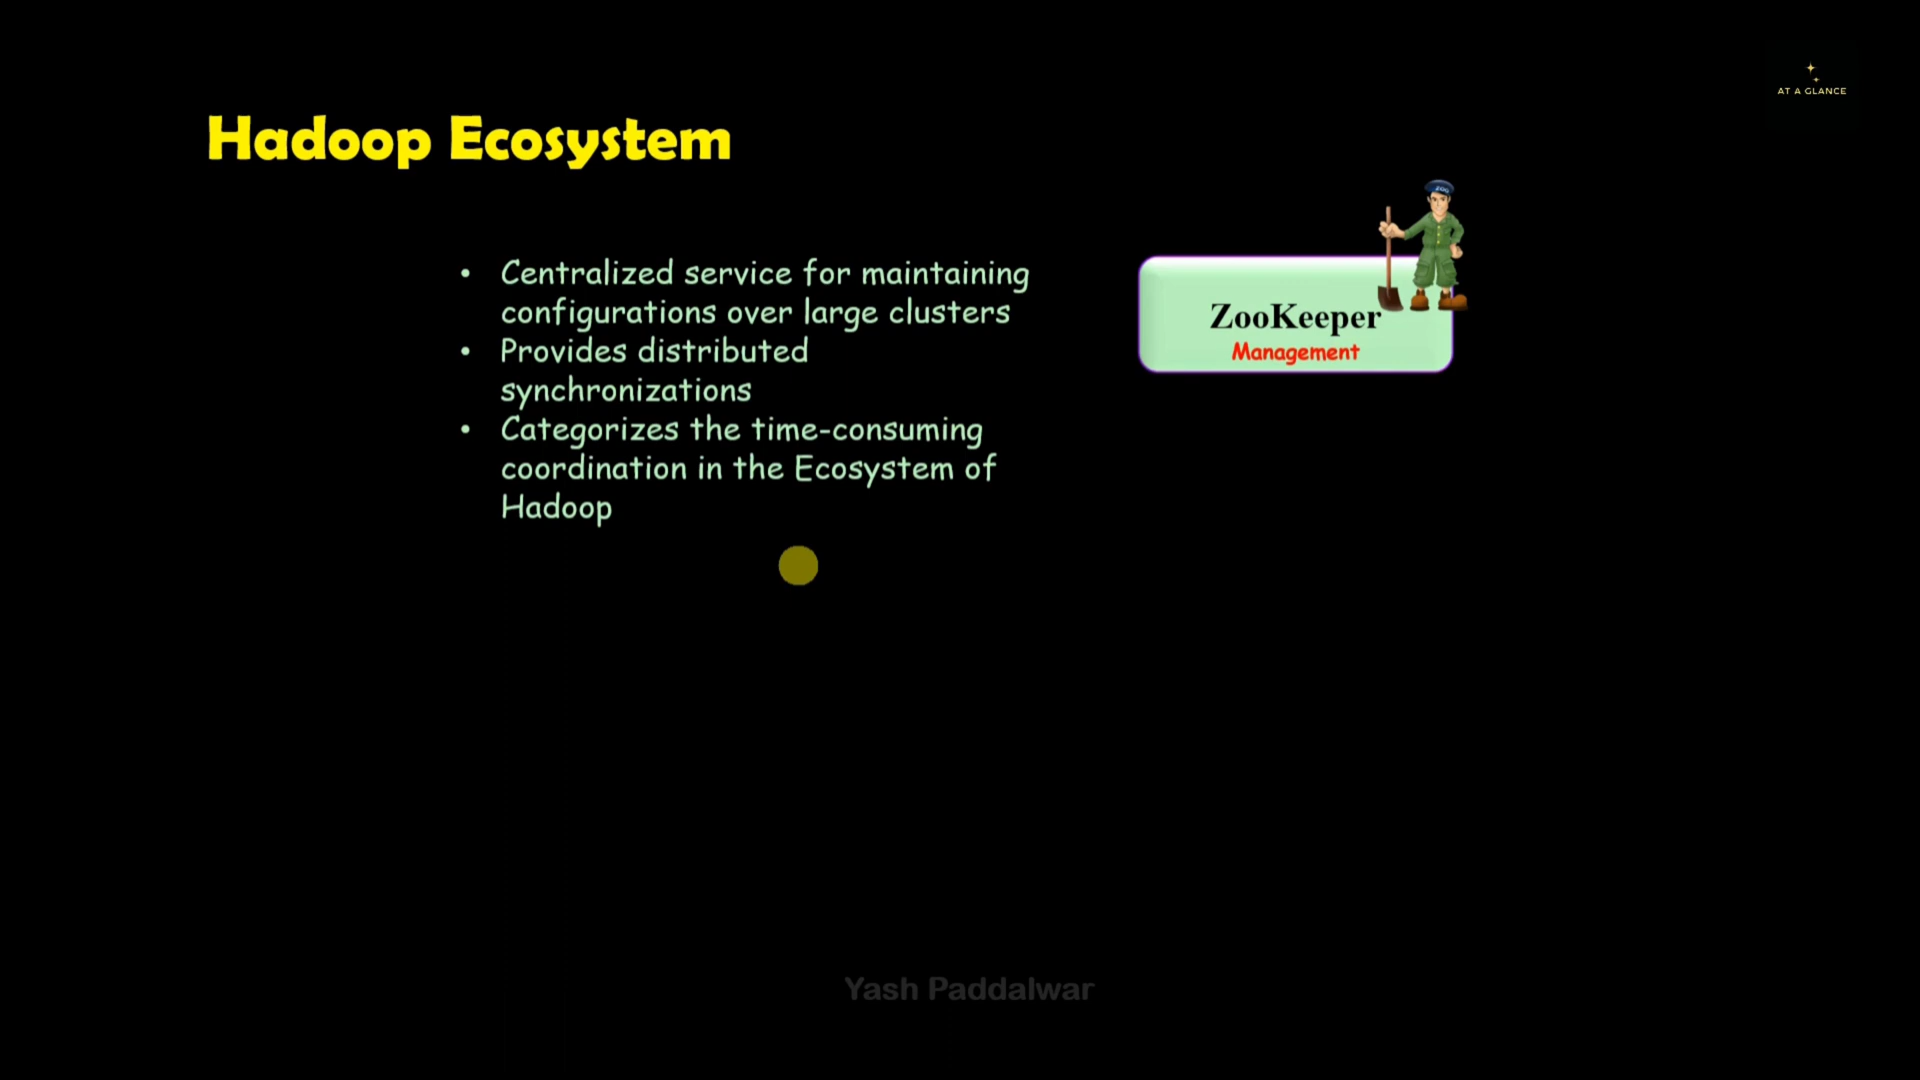 AT A GLANCE
Hadoop Ecosystem
• Centralized service for maintaining
configurations over large clusters
• Provides distributed
synchronizations
• Categorizes the time-consuming
coordination in the Ecosystem of
Hadoop
ZOO
ZooKeeper
Management
Yash Paddalwar